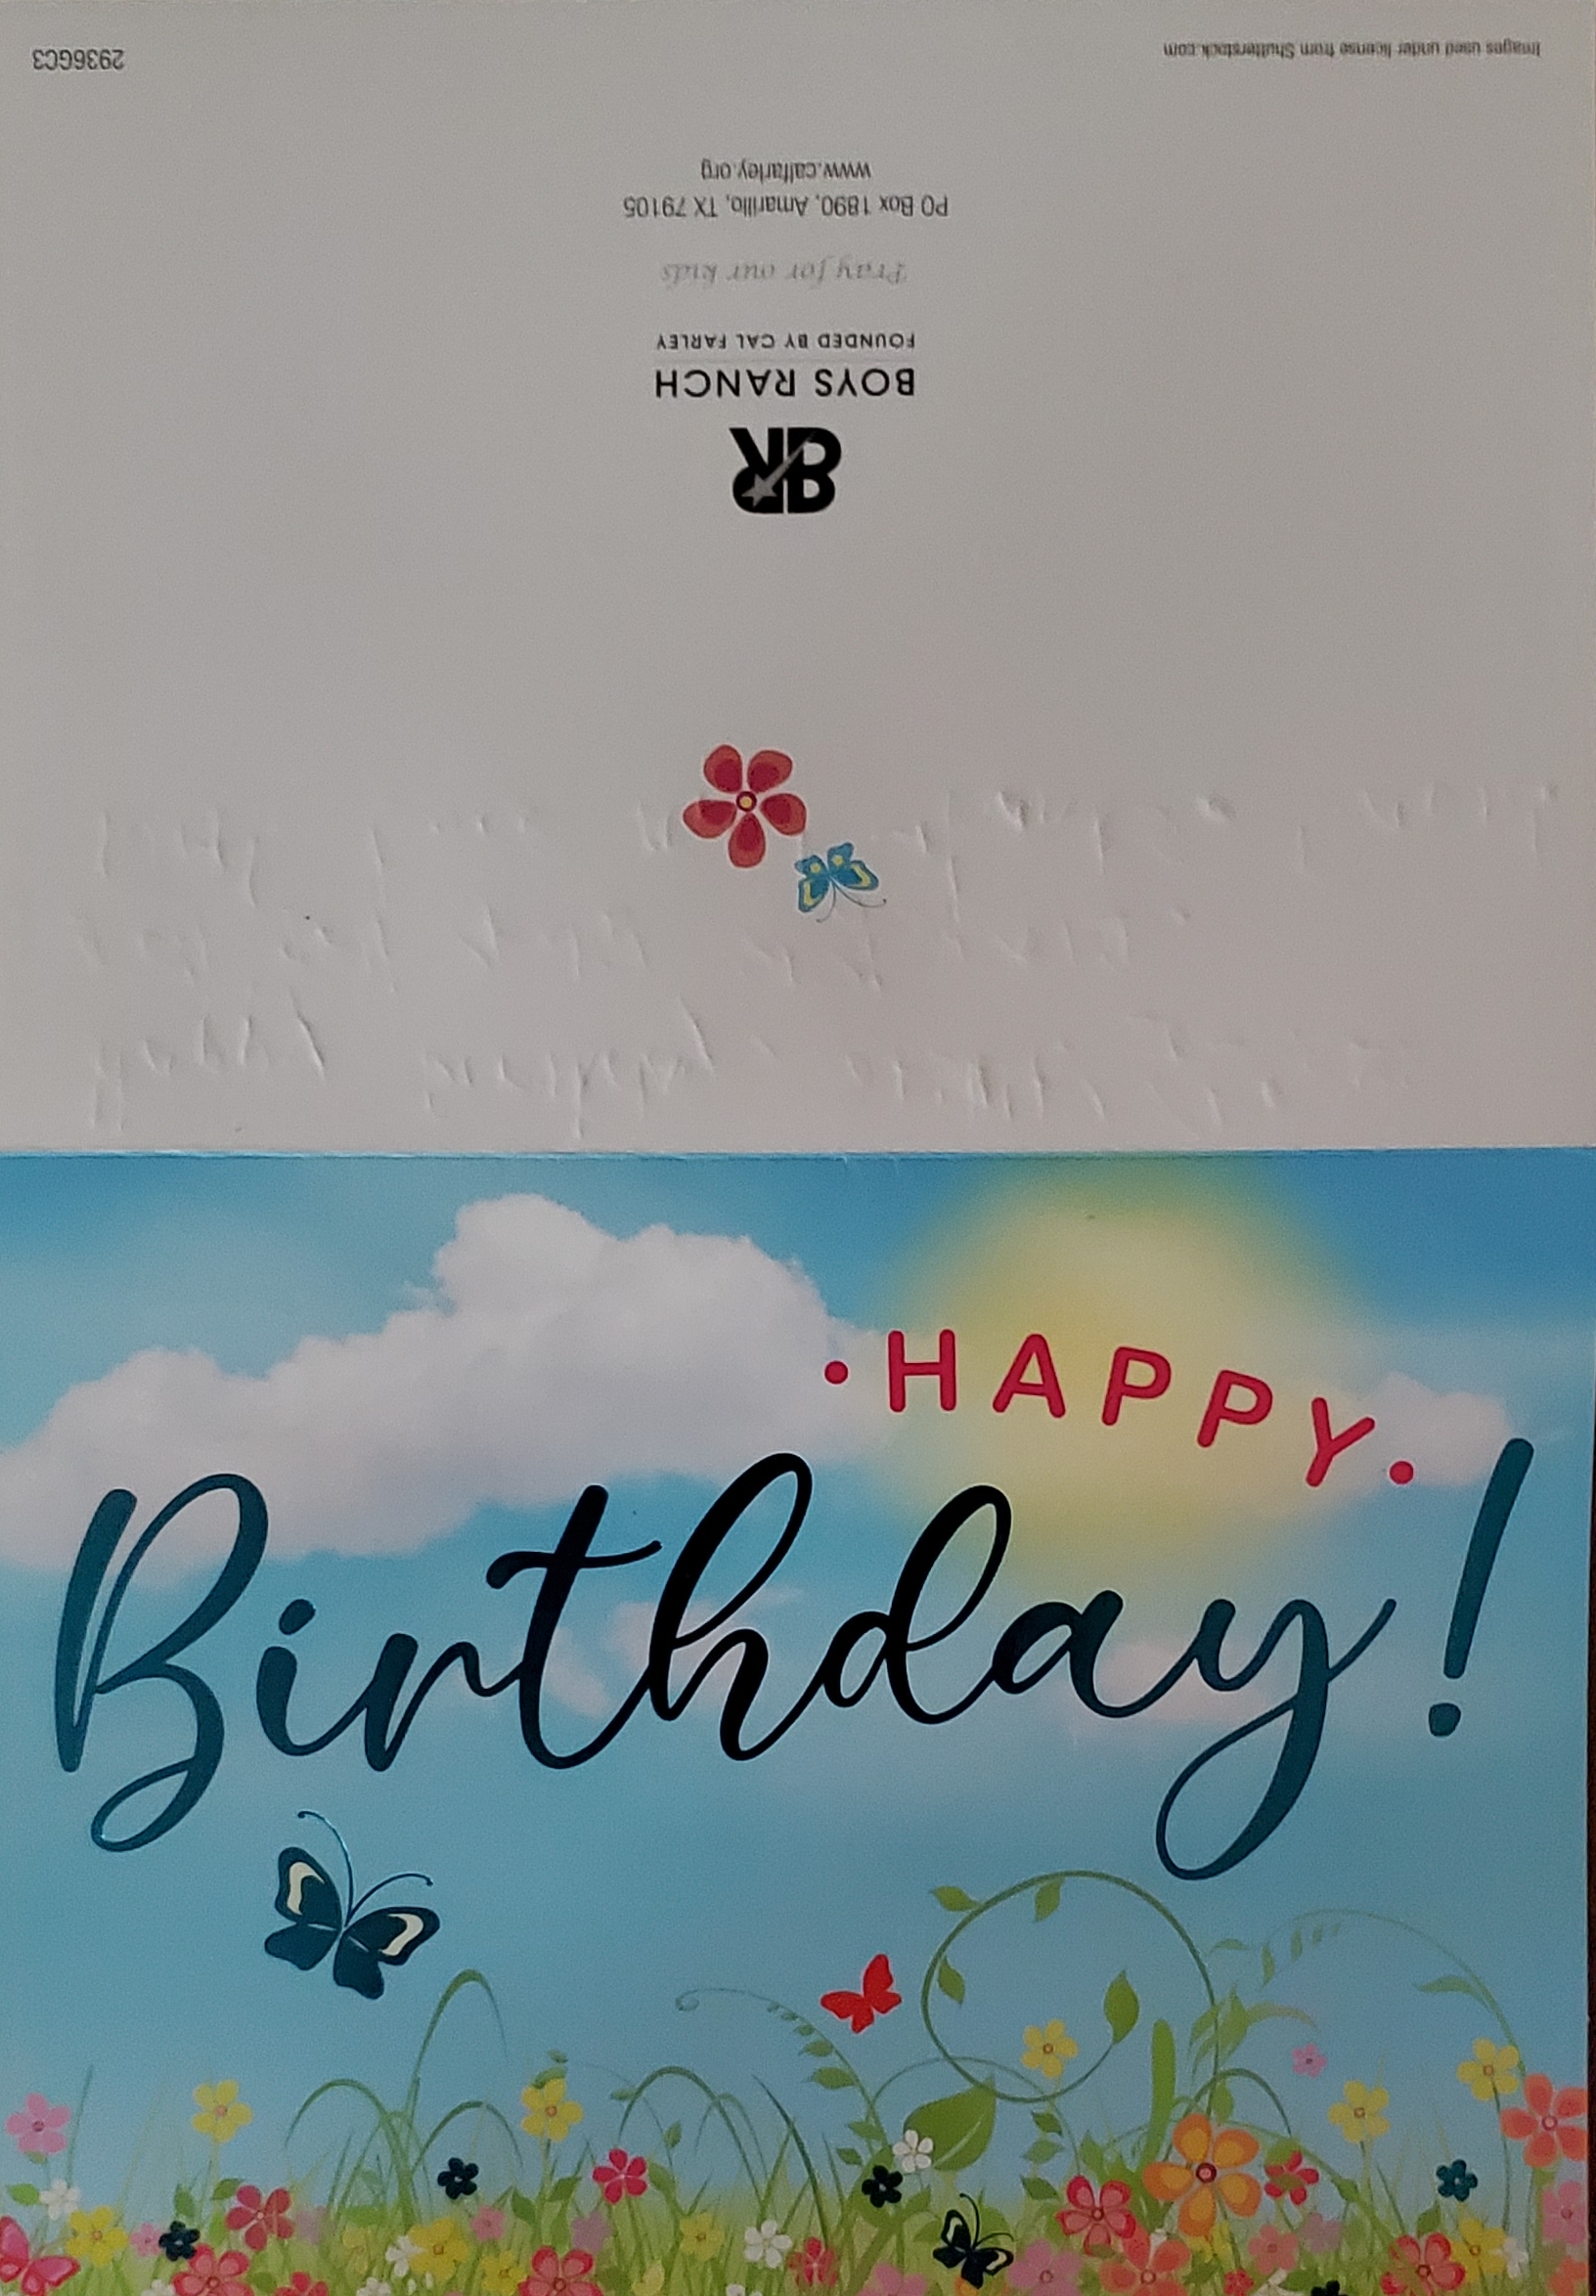 2936GC3
Images used under license from Shutterstock.com
www.calfarley.org
PO Box 1890, Amarillo, TX 79105
Pray for our kids
FOUNDED BY CAL FARLEY
BOYS RANCH
BR
• HAPPY •
Birthday!